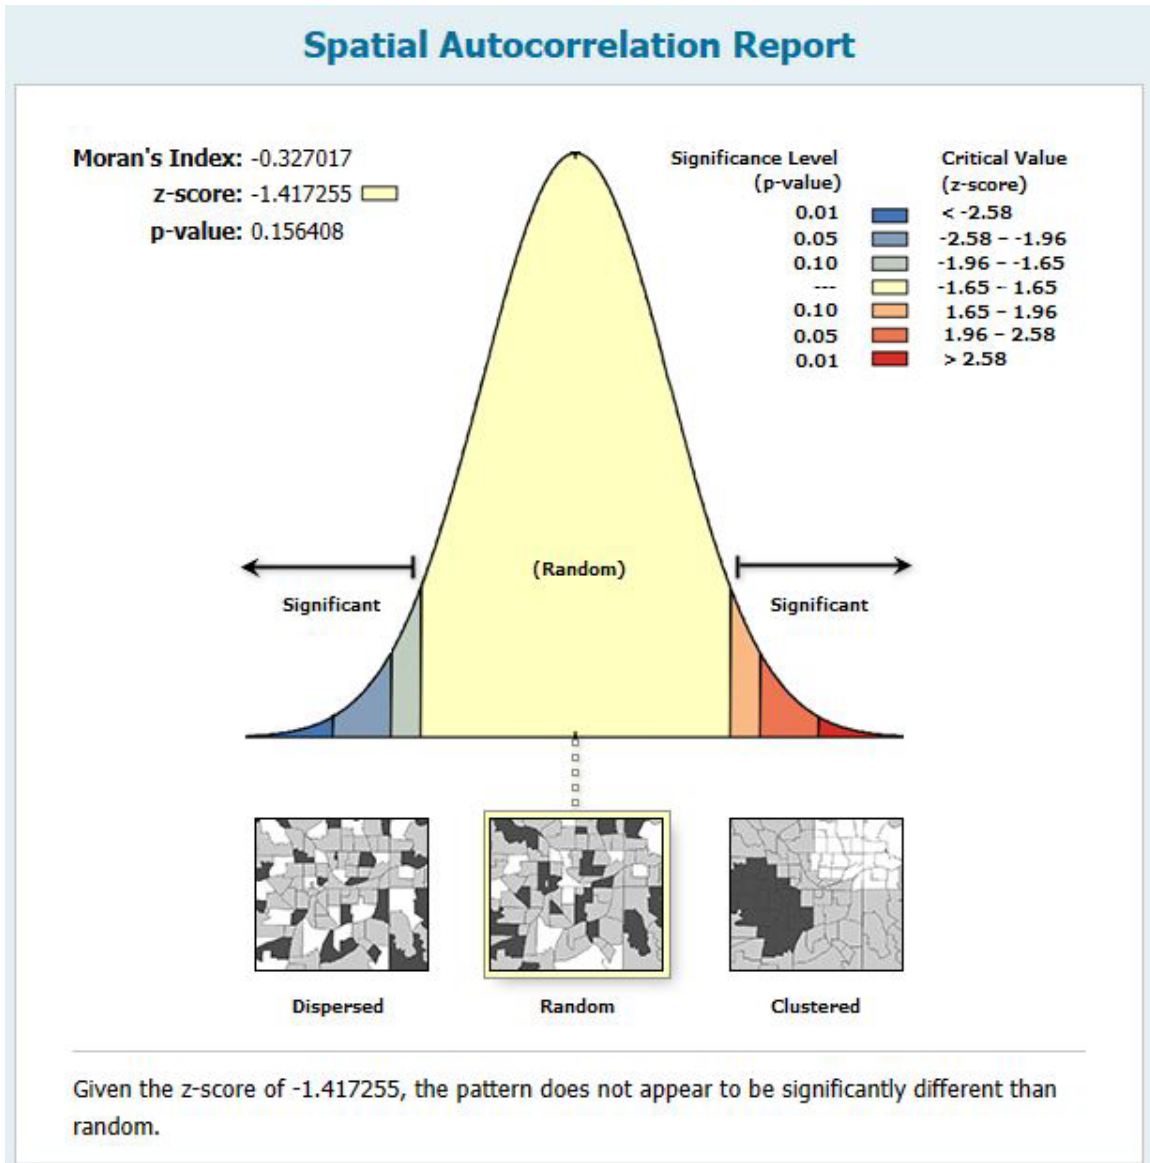 Spatial Autocorrelation Report
Moran's Index: -0.327017
z-score: -1.417255
p-value: 0.156408
Significance Level Critical Value
(p-value) (z-score)
0.01 < -2.58
0.05 -2.58 – -1.96
0.10 -1.96 – -1.65
--- -1.65 – 1.65
0.10 1.65 – 1.96
0.05 1.96 – 2.58
0.01 > 2.58
(Random)
Significant Significant
Dispersed Random Clustered
Given the z-score of -1.417255, the pattern does not appear to be significantly different than
random.